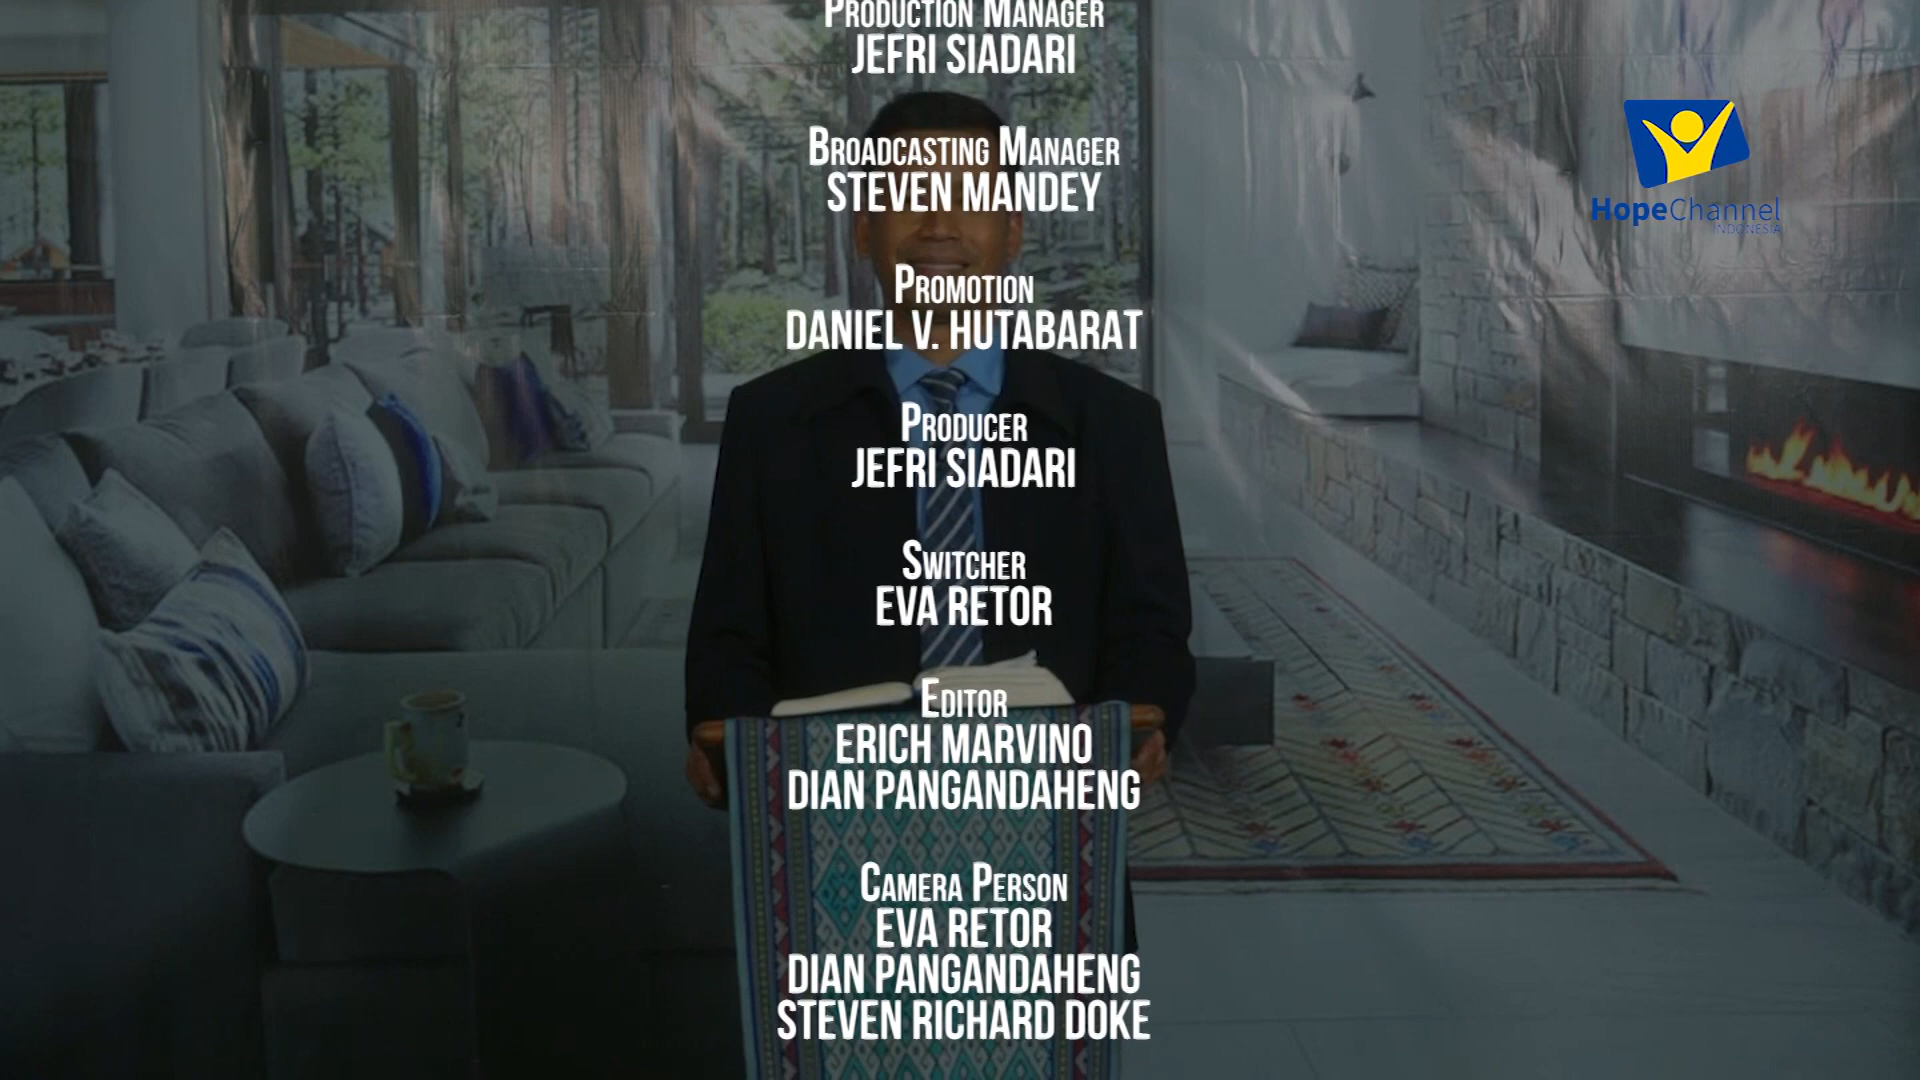 PRODUCTION MANAGER
JEFRI SIADARI
BROADCASTING MANAGER
STEVEN MANDEY
PROMOTION
DANIEL V. HUTABARAT
PRODUCER
JEFRI SIADARI
SWITCHER
EVA RETOR
EDITOR
ERICH MARVINO
DIAN PANGANDAHENG
CAMERA PERSON
EVA RETOR
DIAN PANGANDAHENG
STEVEN RICHARD DOKE
HopeChannel
INDONESIA